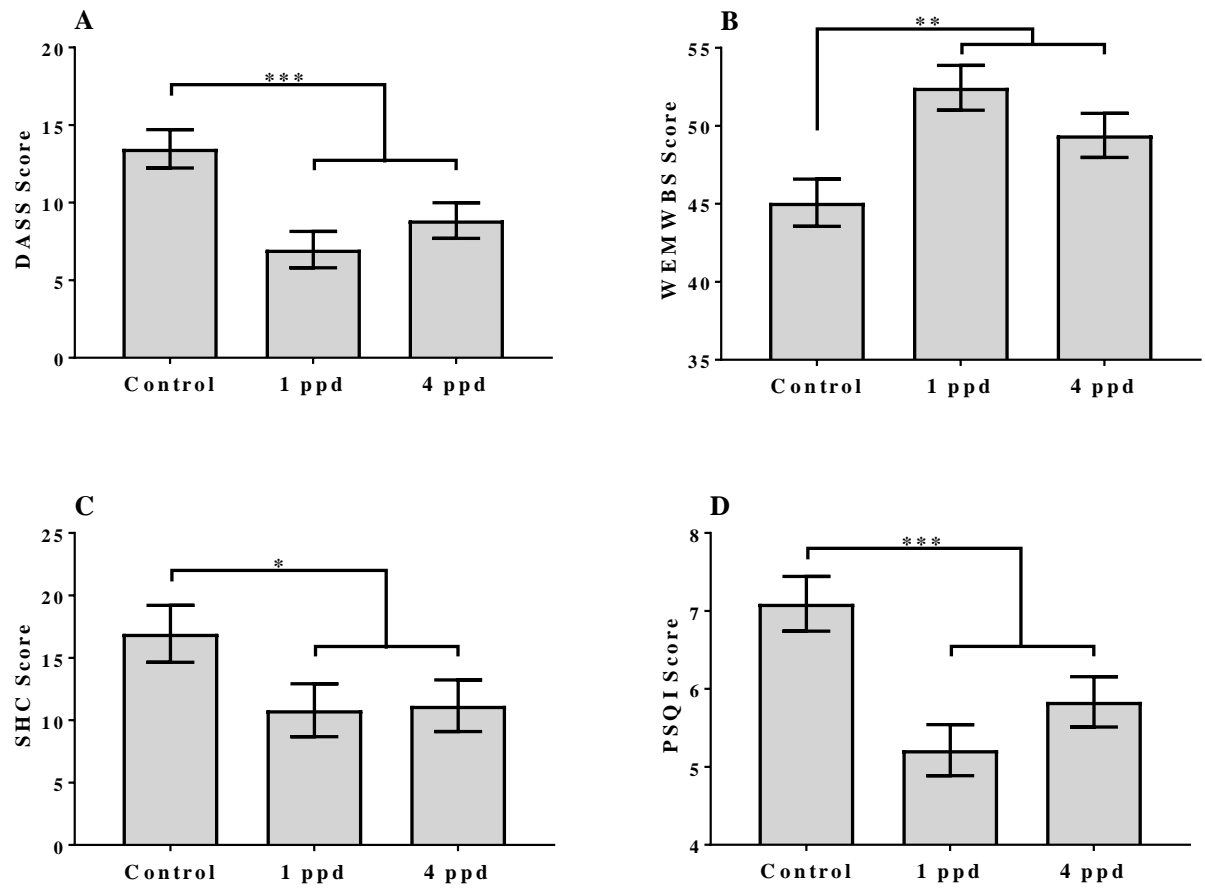 A
DASS Score
20
15
10
5
0
***
Control 1 ppd 4 ppd
B
WEMWBS Score
55
50
45
40
35
**
Control 1 ppd 4 ppd
C
SHC Score
25
20
15
10
5
0
*
Control 1 ppd 4 ppd
D
PSQI Score
8
7
6
5
4
***
Control 1 ppd 4 ppd